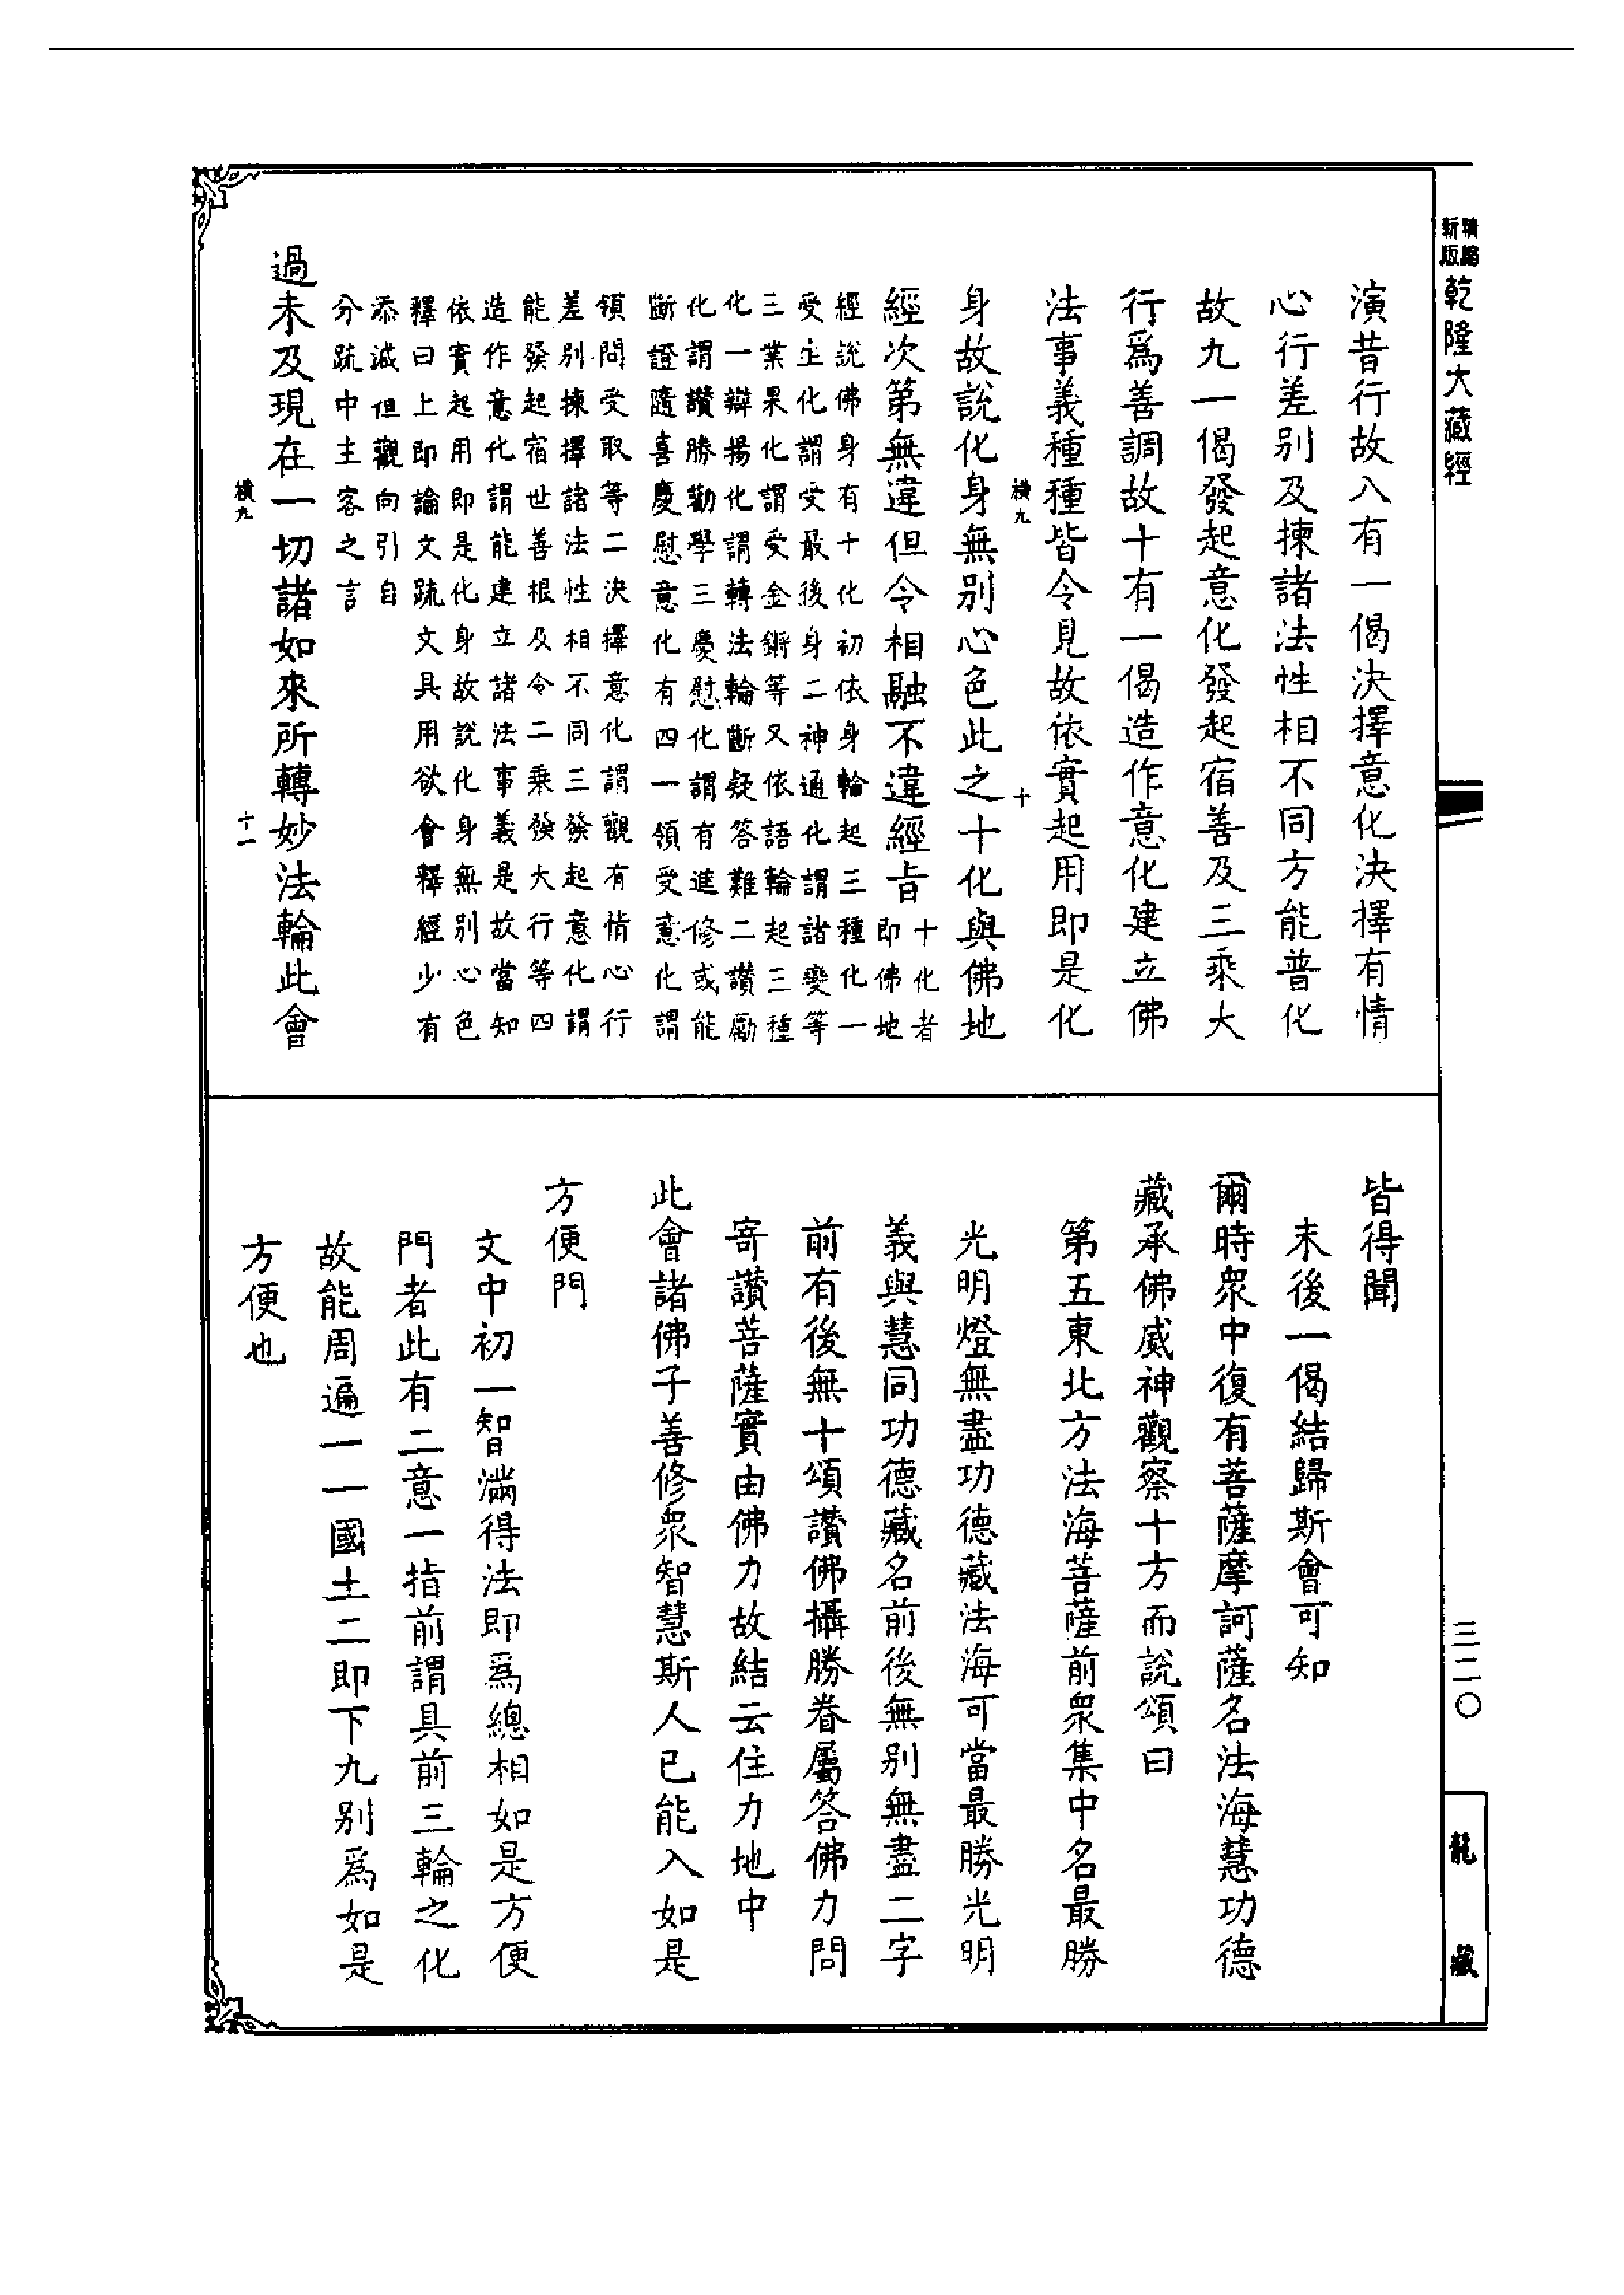 精縮
新版
乾隆大藏經
演昔行故八有一偈決擇意化決擇有情
心行差別及揀諸法性相不同方能普化
故九一偈發起意化發起宿善及三乘大
行爲善調故十有一偈造作意化建立佛
法事義種種皆令見故依實起用即是化
橫九
十
身故說化身無別心色此之十化與佛地
經次第無違但令相融不違經旨
十化者
即佛地
經說佛身有十化初依身輪起三種化一
受生化謂受最後身二神通化謂諸變等
三業果化謂受金鏘等又依語輪起三種
化一辯揚化謂轉法輪斷疑答難二讚勵
化謂讚勝勸學三慶慰化謂有進修或能
斷證隨喜慶慰意化有四一領受意化謂
領問受取等二決擇意化謂觀有情心行
差別揀擇諸法性相不同三發起意化謂
能發起宿世善根及令二乘發大行等四
造作意化謂能建立諸法事義是故當知
依實起用即是化身故說化身無別心色
釋曰上即論文疏文具用欲會釋經少有
添減但觀向引自
分疏中主客之言
過未及現在一切諸如來所轉妙法輪此會
橫九
十一
皆得聞
末後一偈結歸斯會可知
爾時眾中復有菩薩摩訶薩名法海慧功德
藏承佛威神觀察十方而說頌曰
第五東北方法海菩薩前眾集中名最勝
光明燈無盡功德藏法海可當最勝光明
義與慧同功德藏名前後無別無盡二字
前有後無十頌讚佛攝勝眷屬答佛力問
寄讚菩薩實由佛力故結云住力地中
此會諸佛子善修眾智慧斯人已能入如是
方便門
文中初一智滿得法即爲總相如是方便
門者此有二意一指前謂具前三輪之化
故能周遍一一國土二即下九別爲如是
方便也
三二〇
龍藏